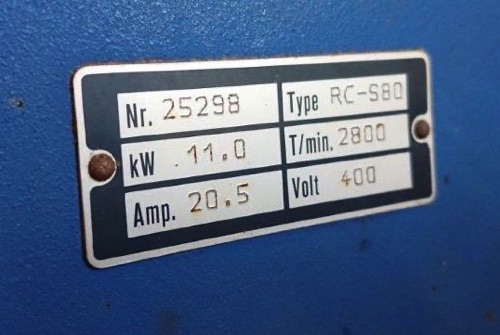 Nr. 25298 Type RC-S80
kW 11.0 T/min. 2800
Amp. 20.5 Volt 400